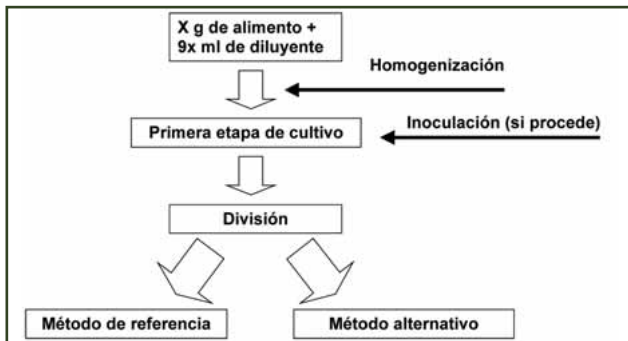 X g de alimento +
9x ml de diluyente
Homogenización
Primera etapa de cultivo
Inoculación (si procede)
División
Método de referencia
Método alternativo